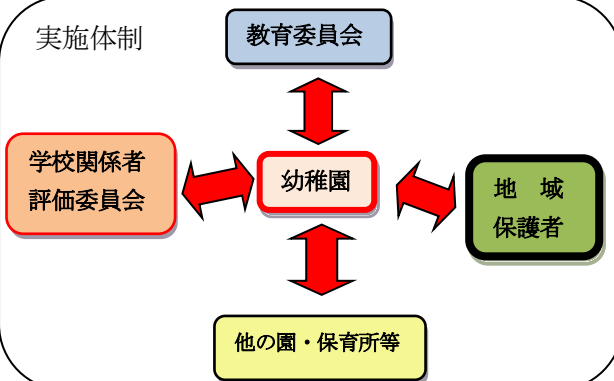 実施体制
教育委員会
学校関係者
評価委員会
幼稚園
地　域
保護者
他の園・保育所等